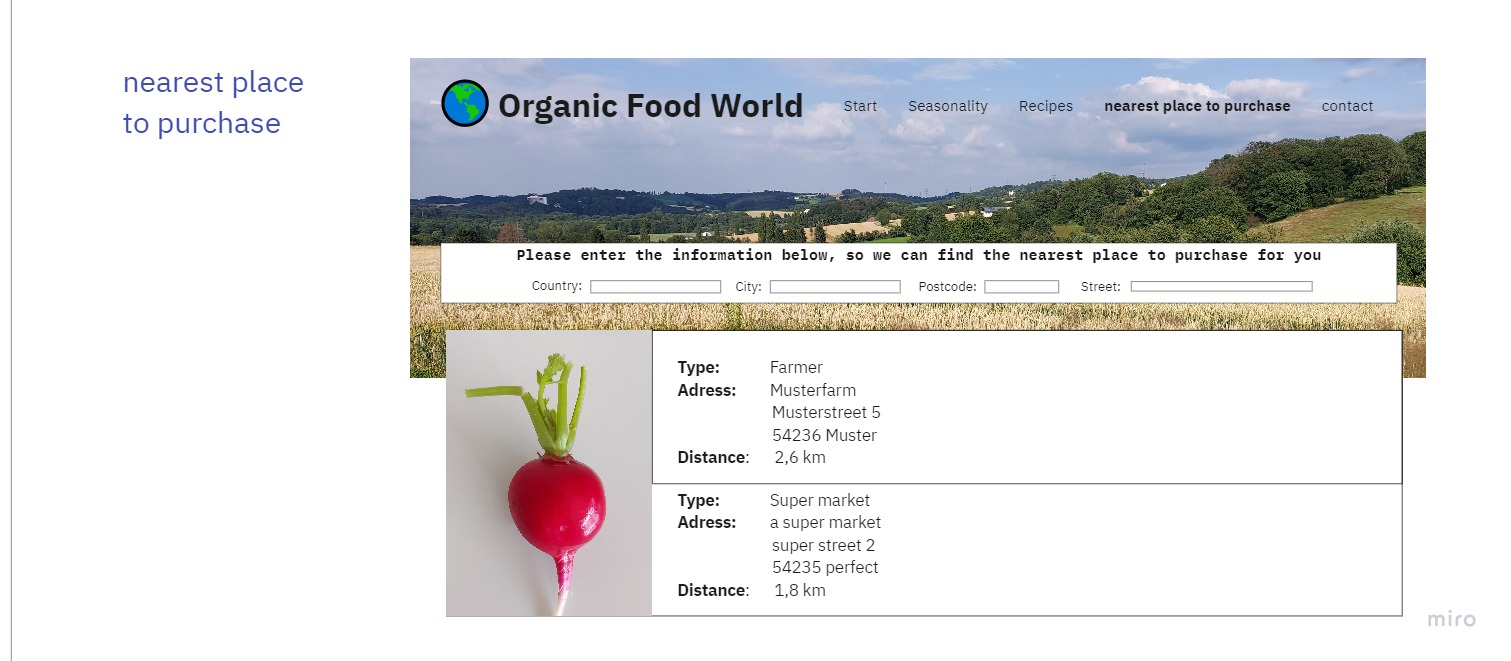 nearest place
to purchase
Organic Food World
Start Seasonality Recipes nearest place to purchase contact
Please enter the information below, so we can find the nearest place to purchase for you
Country: City: Postcode: Street:
Type: Farmer
Adress: Musterfarm
Musterstreet 5
54236 Muster
Distance: 2,6 km
Type: Super market
Adress: a super market
super street 2
54235 perfect
Distance: 1,8 km
miro